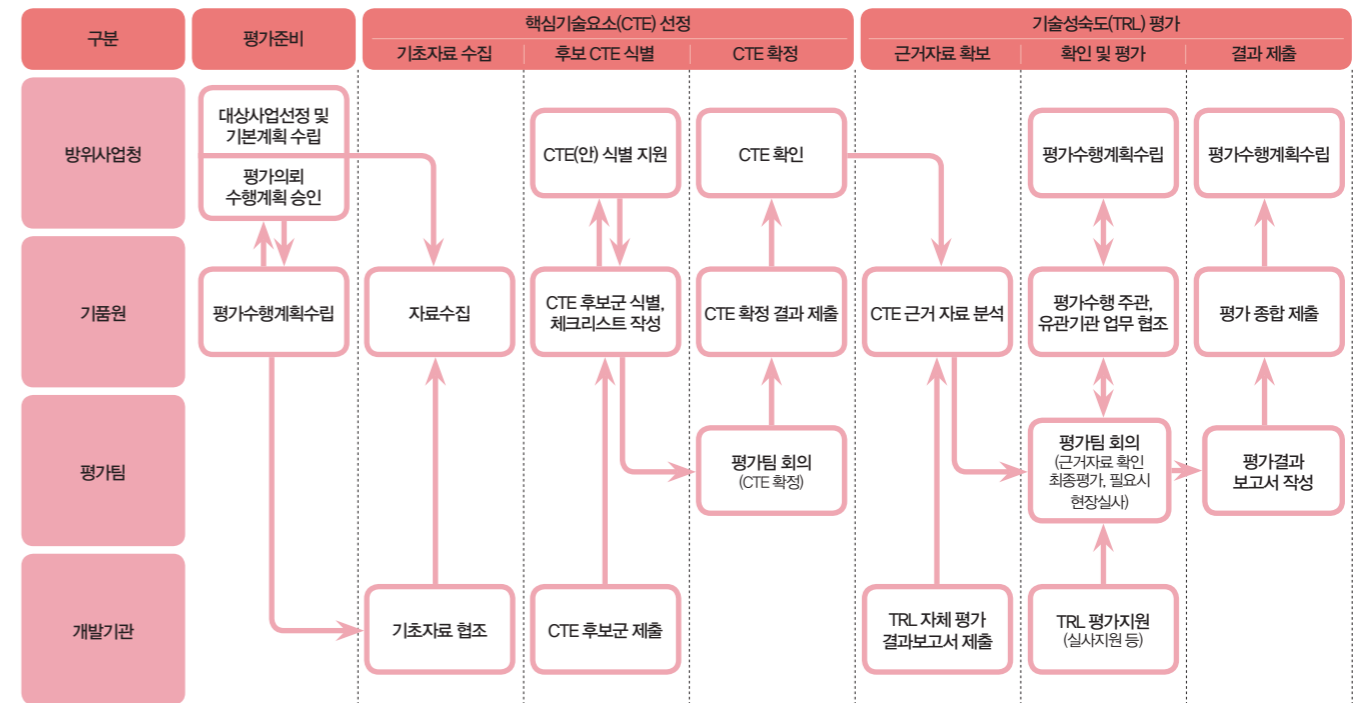 구분
평가준비
핵심기술요소(CTE) 선정
기술성숙도(TRL) 평가
기초자료 수집
후보 CTE 식별
CTE 확정
근거자료 확보
확인 및 평가
결과 제출
방위사업청
대상사업선정 및
기본계획 수립
평가의뢰
수행계획 승인
CTE(안) 식별 지원
CTE 확인
평가수행계획수립
평가수행계획수립
기품원
평가수행계획수립
자료수집
CTE 후보군 식별,
체크리스트 작성
CTE 확정 결과 제출
CTE 근거 자료 분석
평가수행 주관,
유관기관 업무 협조
평가 종합 제출
평가팀
평가팀 회의
(CTE 확정)
평가팀 회의
(근거자료 확인
최종평가, 필요시
현장실사)
평가결과
보고서 작성
개발기관
기초자료 협조
CTE 후보군 제출
TRL 자체 평가
결과보고서 제출
TRL 평가지원
(실사지원 등)